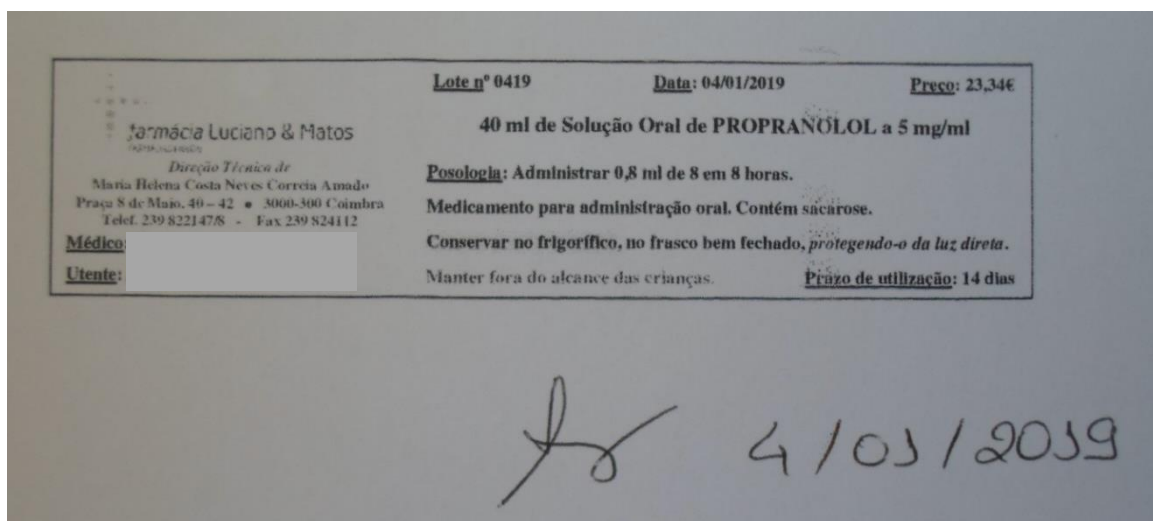 Lote nº 0419 Data: 04/01/2019 Preço: 23,34€
farmácia Luciano & Matos
40 ml de Solução Oral de PROPRANOLOL a 5 mg/ml
Direção Técnica de
Maria Helena Costa Neves Correia Amado
Praça 8 de Maio, 40 – 42 • 3000-300 Coimbra
Telef. 239 822147/8 - Fax 239 824112
Posologia: Administrar 0,8 ml de 8 em 8 horas.
Medicamento para administração oral. Contém sacarose.
Médico:
Conservar no frigorífico, no frasco bem fechado, protegendo-o da luz direta.
Utente:
Manter fora do alcance das crianças. Prazo de utilização: 14 dias
4/01/2019